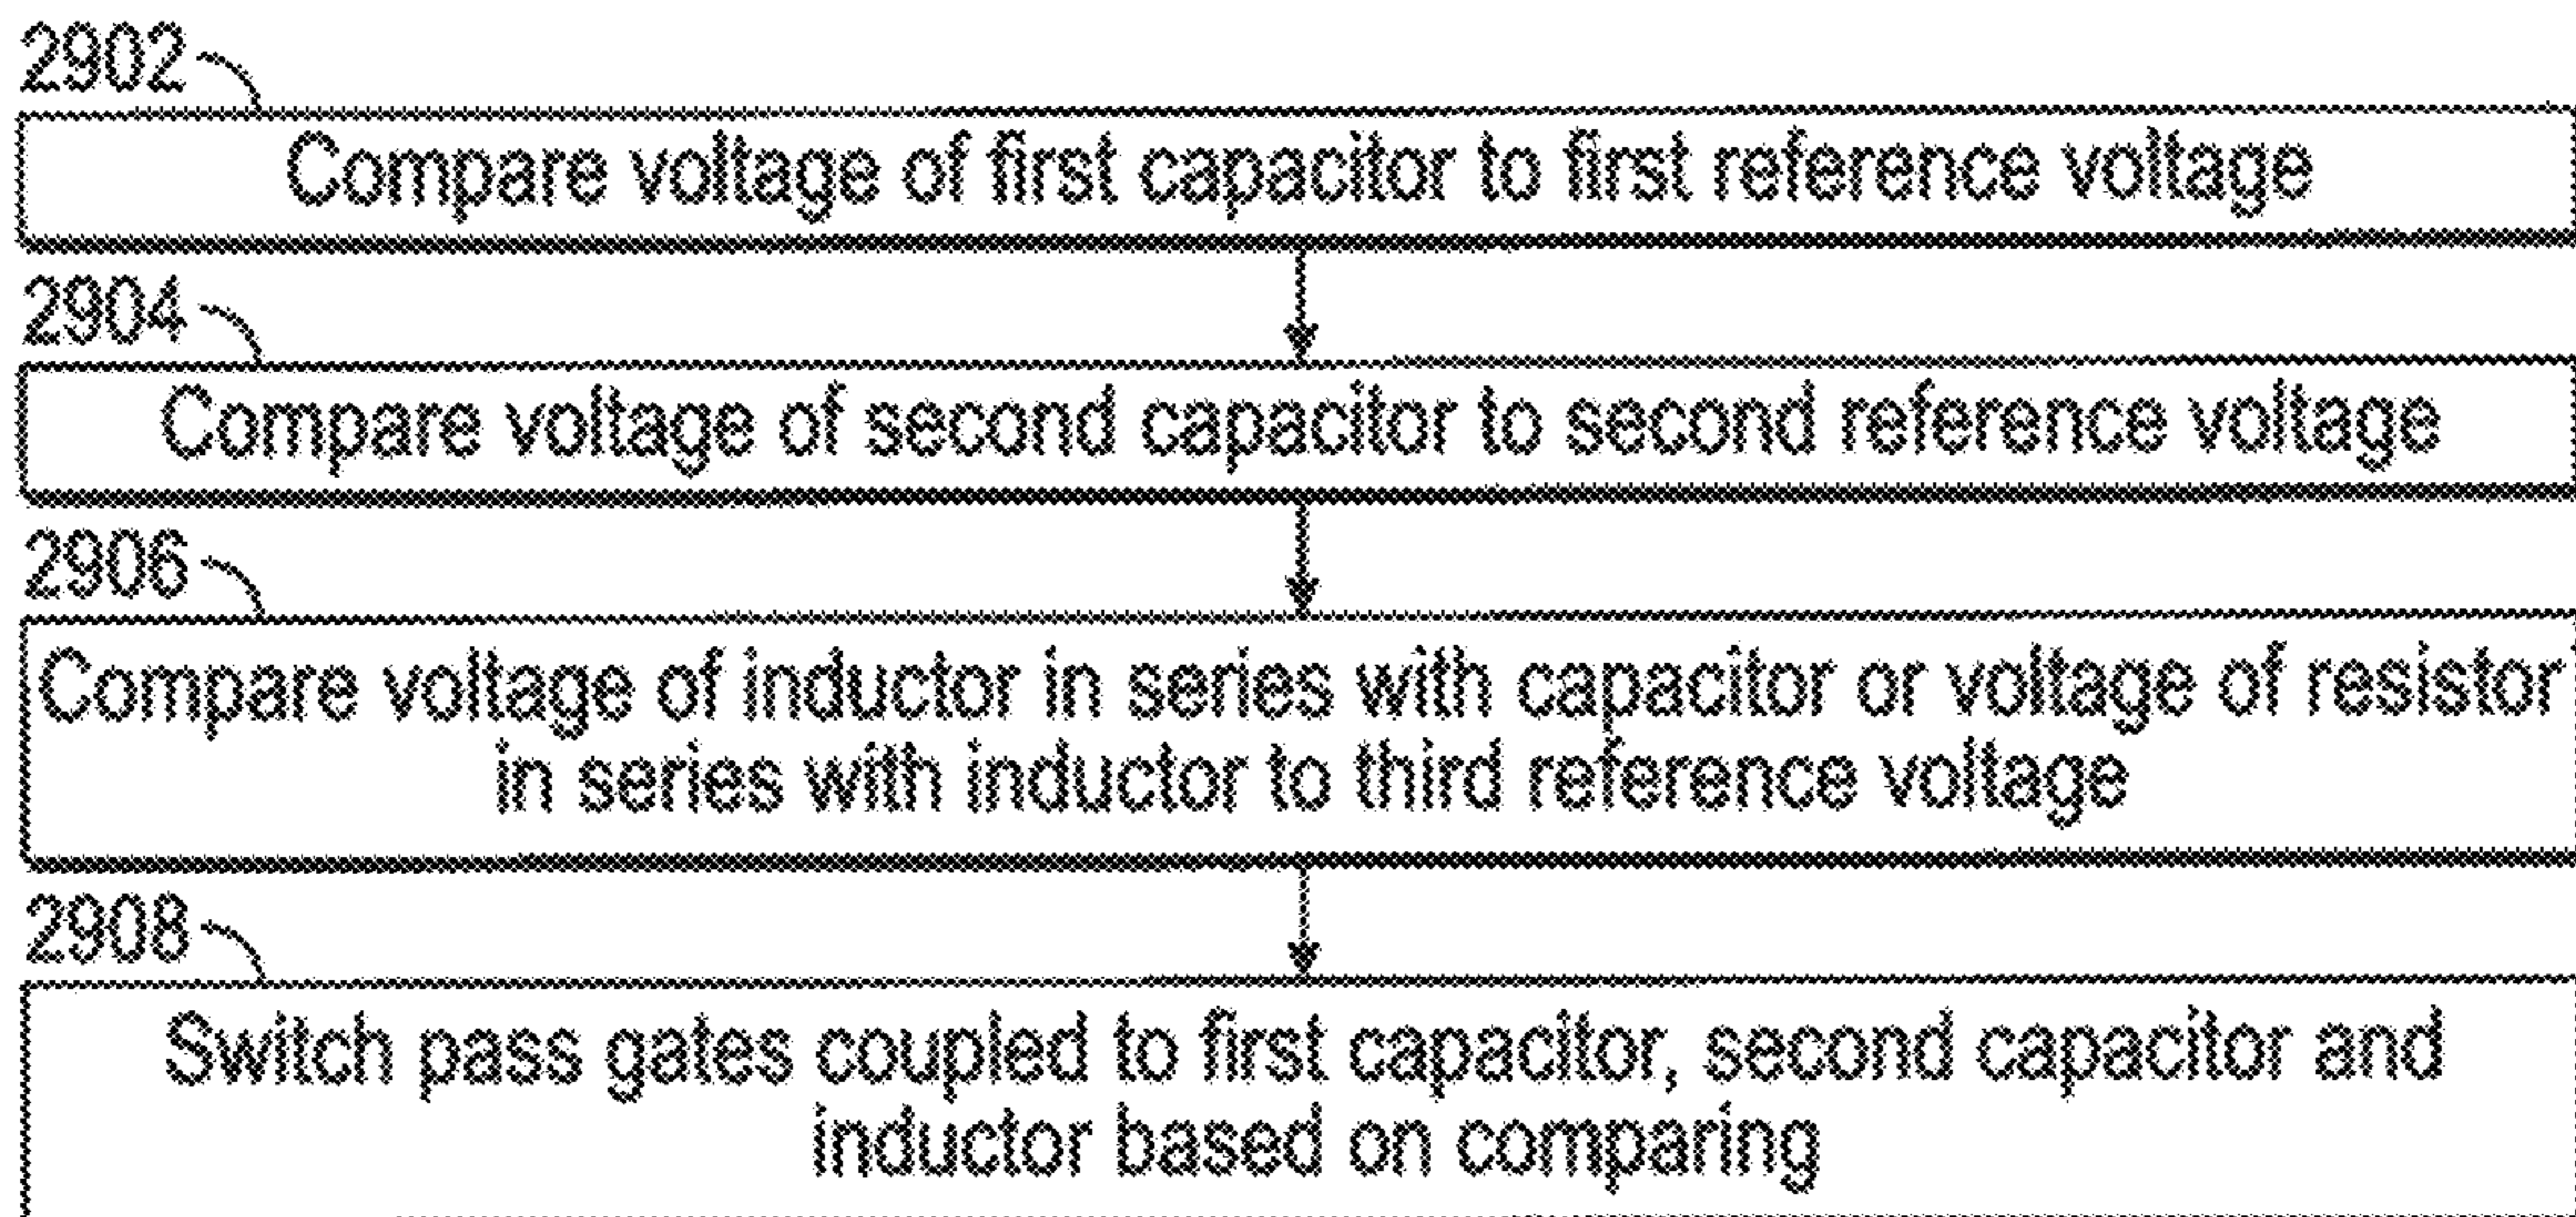 2902
Compare voltage of first capacitor to first reference voltage
2904
Compare voltage of second capacitor to second reference voltage
2906
Compare voltage of inductor in series with capacitor or voltage of resistor
in series with inductor to third reference voltage
2908
Switch pass gates coupled to first capacitor, second capacitor and
inductor based on comparing